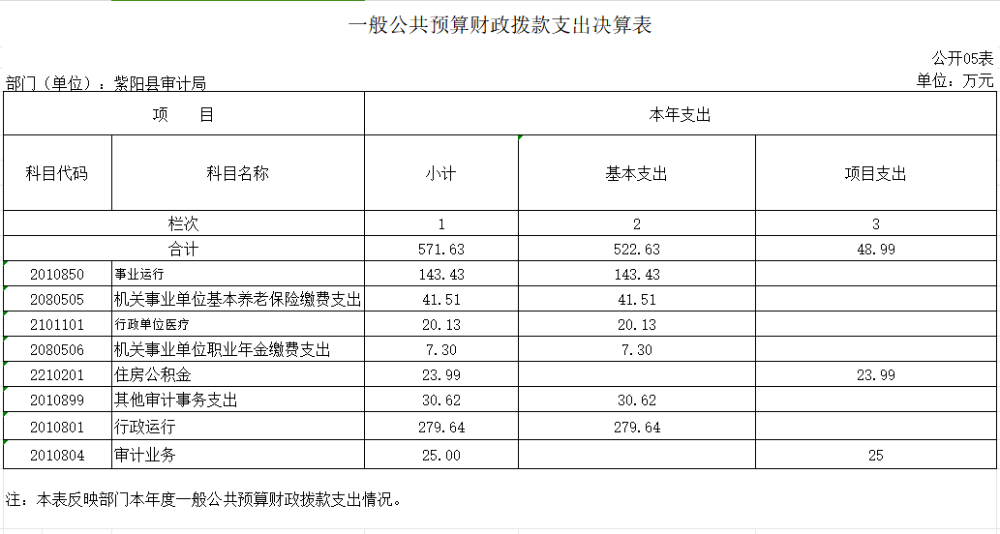 一般公共预算财政拨款支出决算表
公开05表
部门（单位）：紫阳县审计局 单位：万元
项 目 本年支出
科目代码 科目名称 小计 基本支出 项目支出
栏次 1 2 3
合计 571.63 522.63 48.99
2010850 事业运行 143.43 143.43
2080505 机关事业单位基本养老保险缴费支出 41.51 41.51
2101101 行政单位医疗 20.13 20.13
2080506 机关事业单位职业年金缴费支出 7.30 7.30
2210201 住房公积金 23.99 23.99
2010899 其他审计事务支出 30.62 30.62
2010801 行政运行 279.64 279.64
2010804 审计业务 25.00 25
注：本表反映部门本年度一般公共预算财政拨款支出情况。